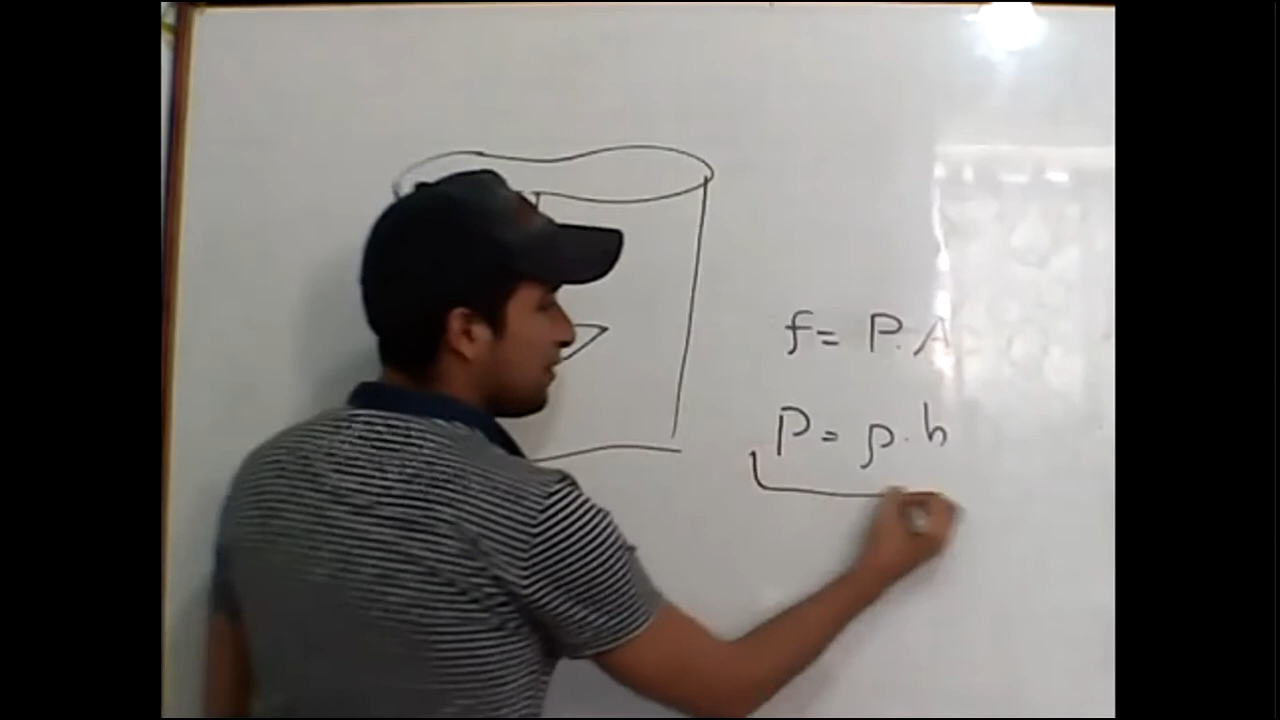 f = P. A
P = ρ. h